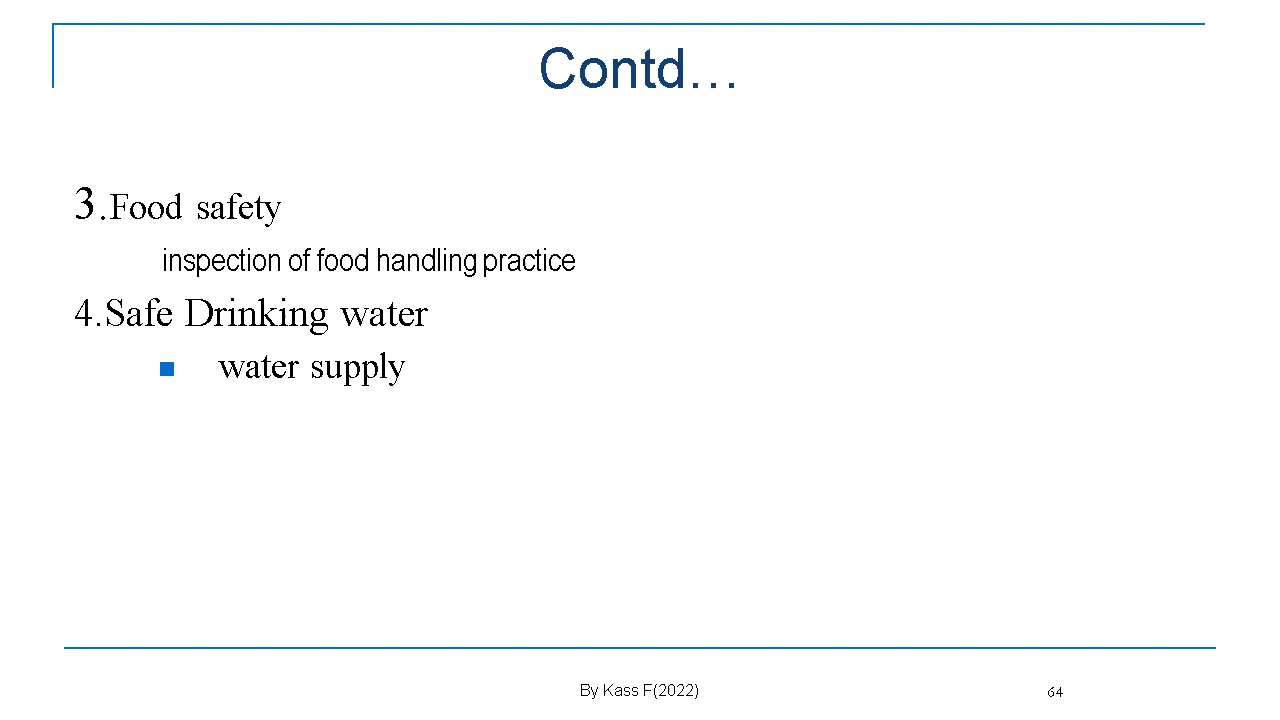 Contd…
3.Food safety
inspection of food handling practice
4.Safe Drinking water
■ water supply
By Kass F(2022)
64